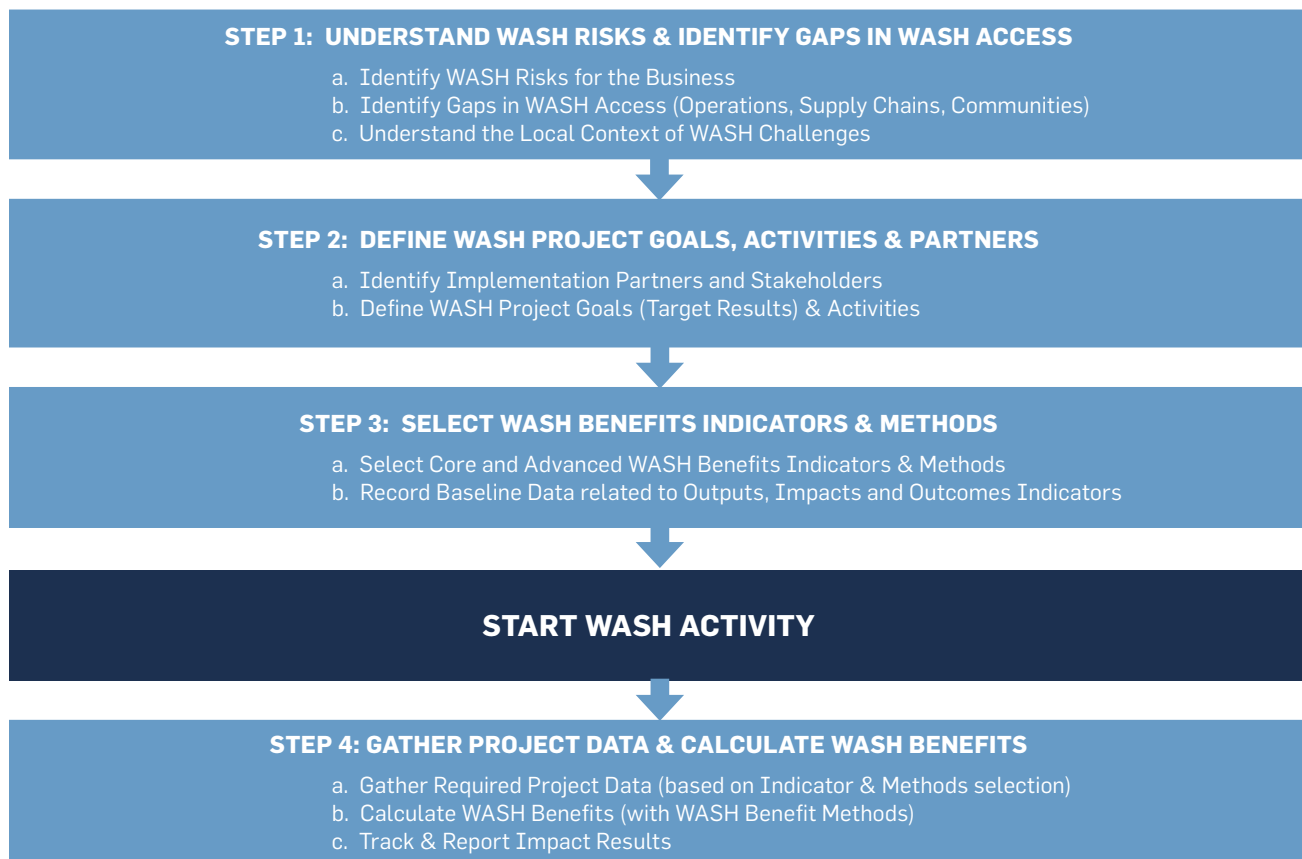 STEP 1: UNDERSTAND WASH RISKS & IDENTIFY GAPS IN WASH ACCESS
a. Identify WASH Risks for the Business
b. Identify Gaps in WASH Access (Operations, Supply Chains, Communities)
c. Understand the Local Context of WASH Challenges
STEP 2: DEFINE WASH PROJECT GOALS, ACTIVITIES & PARTNERS
a. Identify Implementation Partners and Stakeholders
b. Define WASH Project Goals (Target Results) & Activities
STEP 3: SELECT WASH BENEFITS INDICATORS & METHODS
a. Select Core and Advanced WASH Benefits Indicators & Methods
b. Record Baseline Data related to Outputs, Impacts and Outcomes Indicators
START WASH ACTIVITY
STEP 4: GATHER PROJECT DATA & CALCULATE WASH BENEFITS
a. Gather Required Project Data (based on Indicator & Methods selection)
b. Calculate WASH Benefits (with WASH Benefit Methods)
c. Track & Report Impact Results